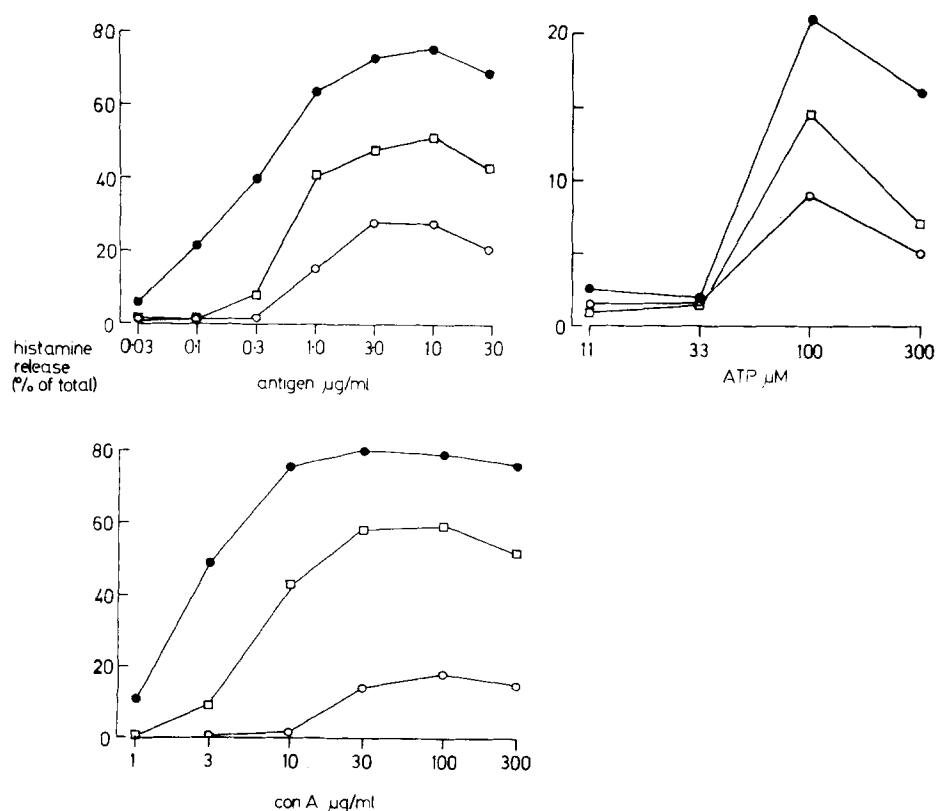 80
60
40
20
0
0·03 0·1 0·3 1·0 3·0 10 30
antigen µg/ml
histamine
release
(% of total)
20
10
0
11 33 100 300
ATP µM
80
60
40
20
0
1 3 10 30 100 300
con A µg/ml